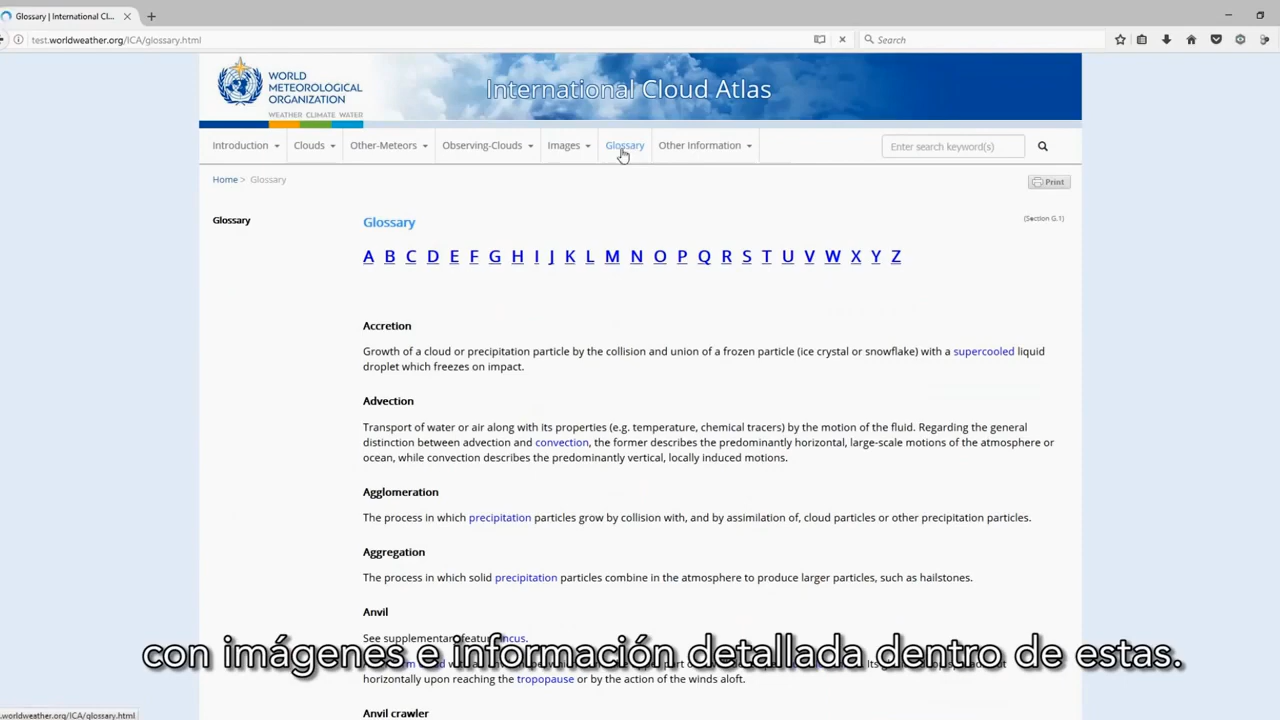 Glossary | International Cl...
test.worldweather.org/ICA/glossary.html
Search
WORLD
METEOROLOGICAL
ORGANIZATION
WEATHER CLIMATE WATER
International Cloud Atlas
Introduction
Clouds
Other-Meteors
Observing-Clouds
Images
Glossary
Other Information
Enter search keyword(s)
Home > Glossary
Print
Glossary
Glossary
(Section G.1)
A B C D E F G H I J K L M N O P Q R S T U V W X Y Z
Accretion
Growth of a cloud or precipitation particle by the collision and union of a frozen particle (ice crystal or snowflake) with a supercooled liquid
droplet which freezes on impact.
Advection
Transport of water or air along with its properties (e.g. temperature, chemical tracers) by the motion of the fluid. Regarding the general
distinction between advection and convection, the former describes the predominantly horizontal, large-scale motions of the atmosphere or
ocean, while convection describes the predominantly vertical, locally induced motions.
Agglomeration
The process in which precipitation particles grow by collision with, and by assimilation of, cloud particles or other precipitation particles.
Aggregation
The process in which solid precipitation particles combine in the atmosphere to produce larger particles, such as hailstones.
Anvil
See supplementary feature incus.
con imágenes e información detallada dentro de estas.
horizontally upon reaching the tropopause or by the action of the winds aloft.
Anvil crawler
.worldweather.org/ICA/glossary.html